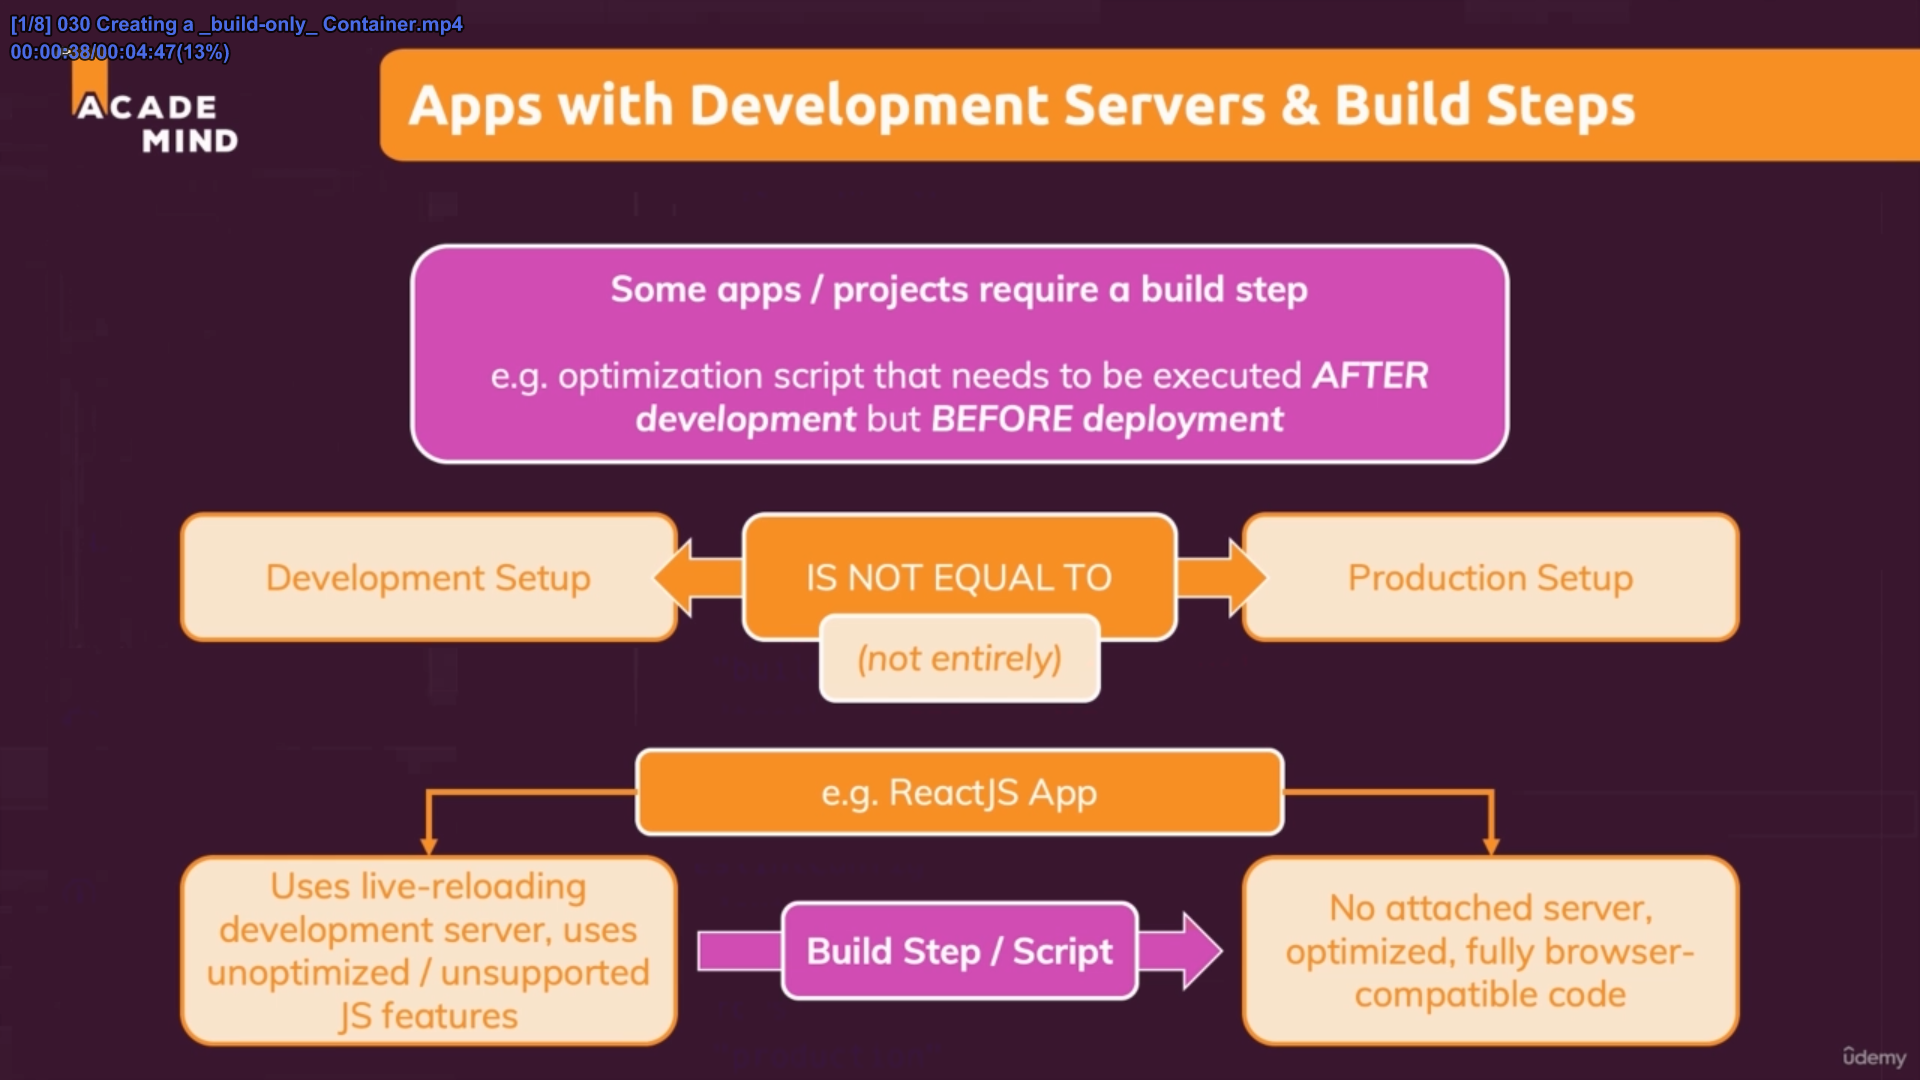 [1/8] 030 Creating a _build-only_ Container.mp4
00:00:38/00:04:47(13%)
ACADE
MIND
Apps with Development Servers & Build Steps
Some apps / projects require a build step
e.g. optimization script that needs to be executed AFTER
development but BEFORE deployment
Development Setup
IS NOT EQUAL TO
Production Setup
(not entirely)
e.g. ReactJS App
Uses live-reloading
development server, uses
unoptimized / unsupported
JS features
Build Step / Script
No attached server,
optimized, fully browser-
compatible code
ûdemy